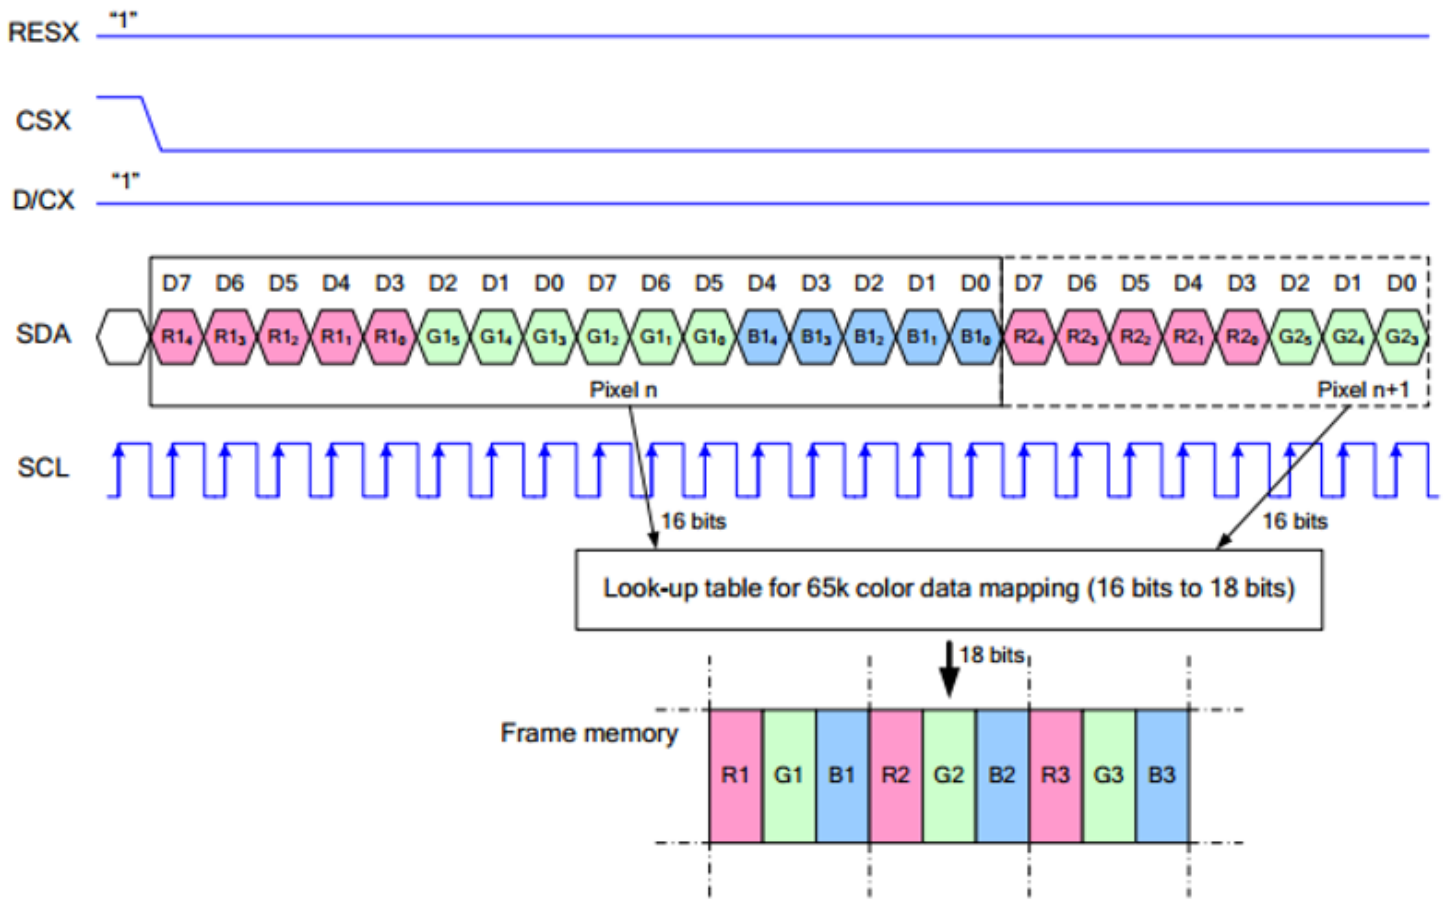 RESX "1"
CSX
D/CX "1"
D7 D6 D5 D4 D3 D2 D1 D0 D7 D6 D5 D4 D3 D2 D1 D0 D7 D6 D5 D4 D3 D2 D1 D0
SDA R1₄ R1₃ R1₂ R1₁ R1₀ G1₅ G1₄ G1₃ G1₂ G1₁ G1₀ B1₄ B1₃ B1₂ B1₁ B1₀ R2₄ R2₃ R2₂ R2₁ R2₀ G2₅ G2₄ G2₃
Pixel n Pixel n+1
SCL
16 bits 16 bits
Look-up table for 65k color data mapping (16 bits to 18 bits)
18 bits
Frame memory
R1 G1 B1 R2 G2 B2 R3 G3 B3